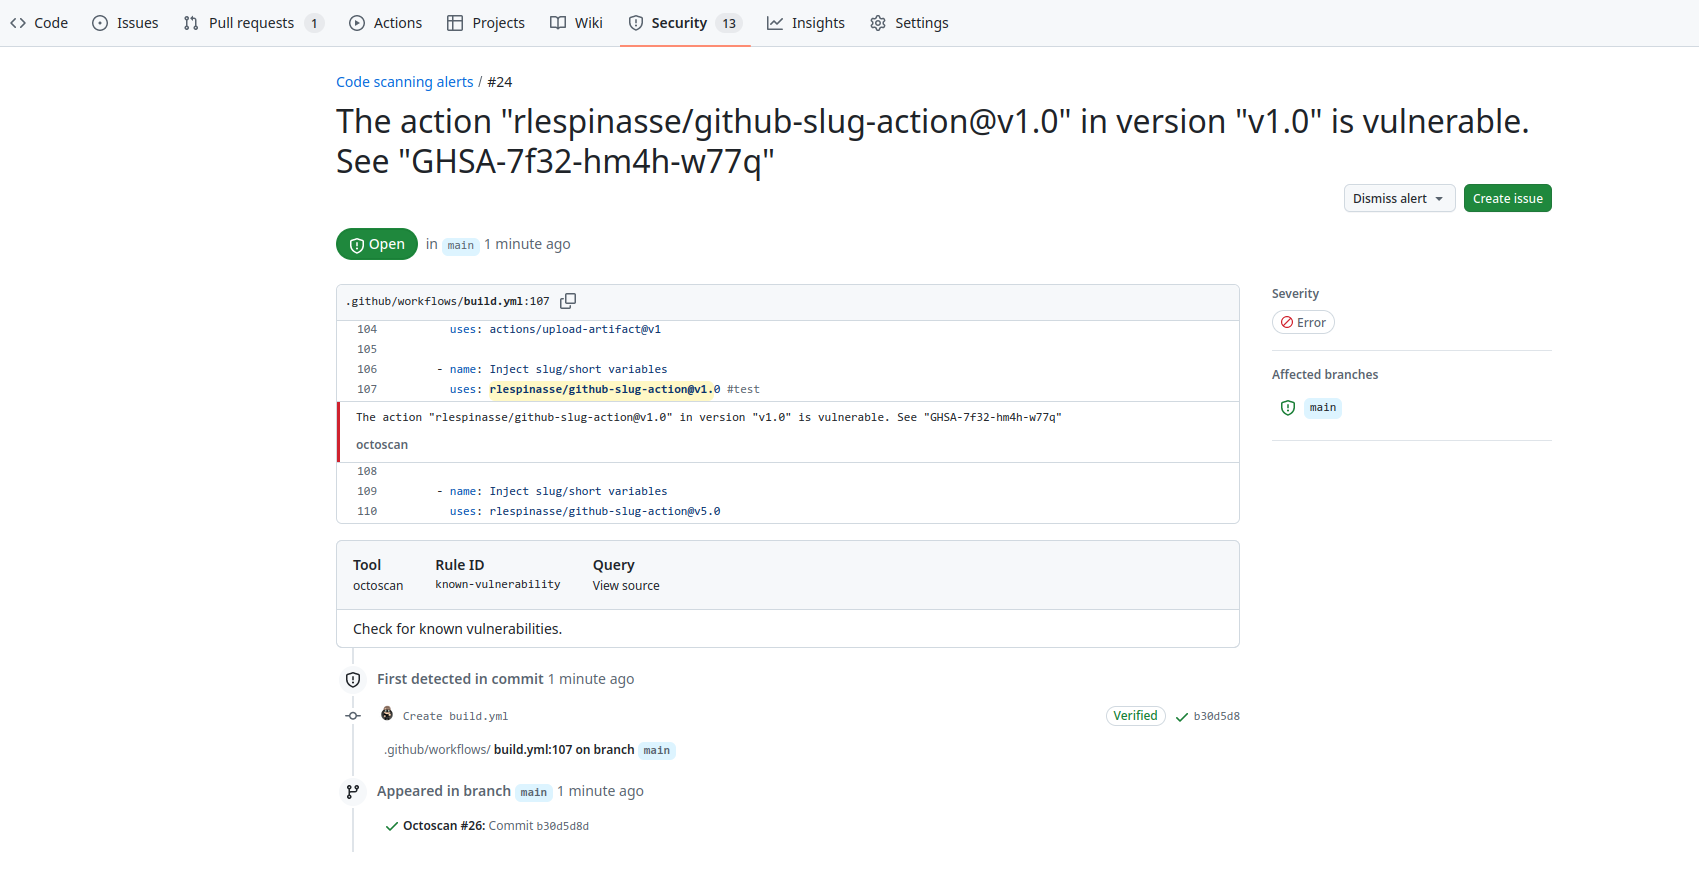 Code Issues Pull requests 1 Actions Projects Wiki Security 13 Insights Settings
Code scanning alerts / #24
The action "rlespinasse/github-slug-action@v1.0" in version "v1.0" is vulnerable.
See "GHSA-7f32-hm4h-w77q"
Dismiss alert Create issue
Open in main 1 minute ago
.github/workflows/build.yml:107
104 uses: actions/upload-artifact@v1
105
106 - name: Inject slug/short variables
107 uses: rlespinasse/github-slug-action@v1.0 #test
The action "rlespinasse/github-slug-action@v1.0" in version "v1.0" is vulnerable. See "GHSA-7f32-hm4h-w77q"
octoscan
108
109 - name: Inject slug/short variables
110 uses: rlespinasse/github-slug-action@v5.0
Severity
Error
Affected branches
main
Tool Rule ID Query
octoscan known-vulnerability View source
Check for known vulnerabilities.
First detected in commit 1 minute ago
Create build.yml Verified b30d5d8
.github/workflows/ build.yml:107 on branch main
Appeared in branch main 1 minute ago
Octoscan #26: Commit b30d5d8d